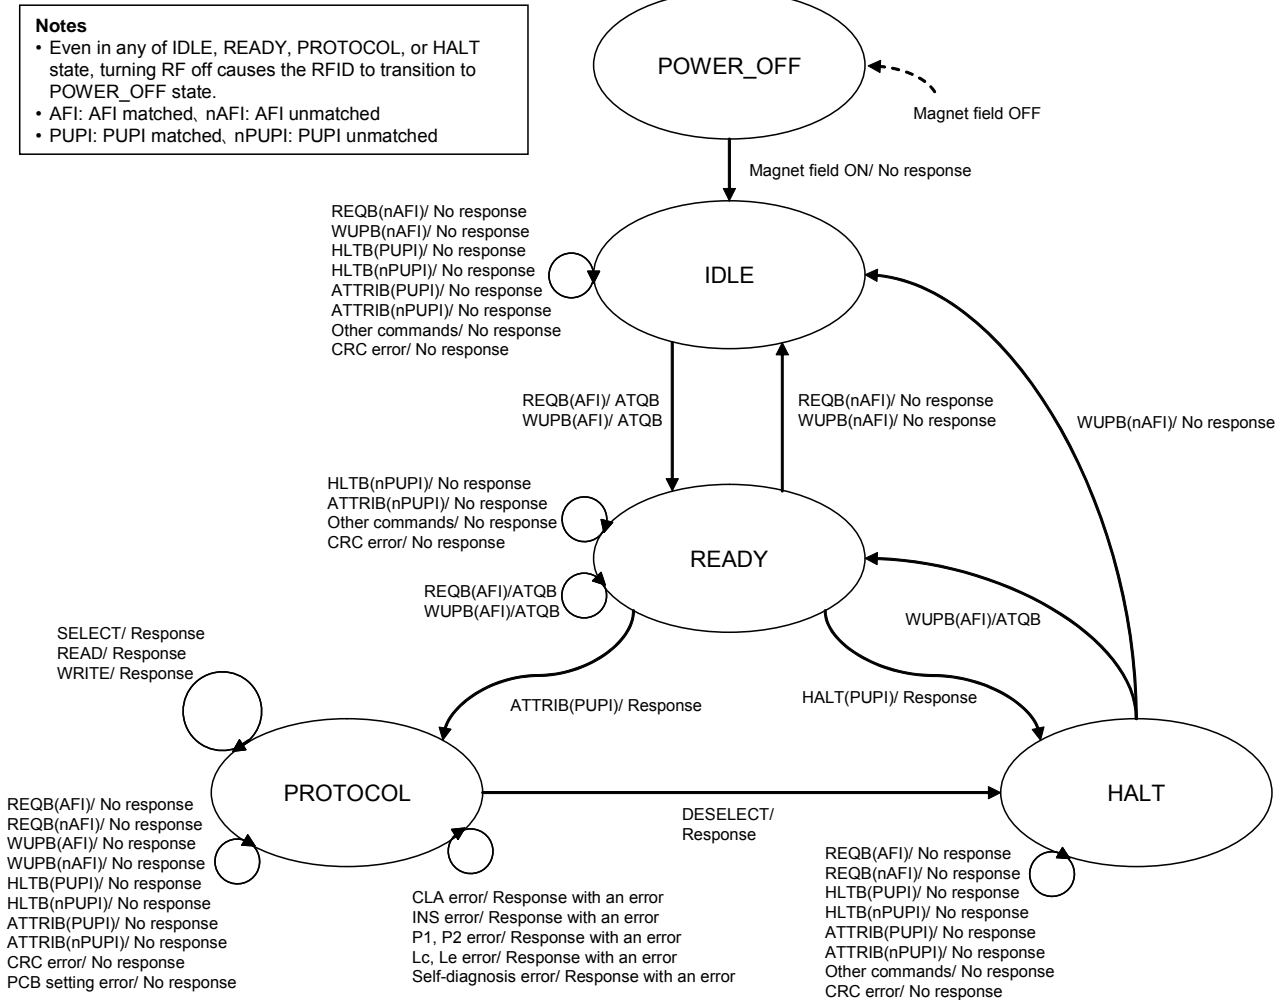 Notes
• Even in any of IDLE, READY, PROTOCOL, or HALT
state, turning RF off causes the RFID to transition to
POWER_OFF state.
• AFI: AFI matched、nAFI: AFI unmatched
• PUPI: PUPI matched、nPUPI: PUPI unmatched
POWER_OFF
Magnet field OFF
Magnet field ON/ No response
REQB(nAFI)/ No response
WUPB(nAFI)/ No response
HLTB(PUPI)/ No response
HLTB(nPUPI)/ No response
ATTRIB(PUPI)/ No response
ATTRIB(nPUPI)/ No response
Other commands/ No response
CRC error/ No response
IDLE
REQB(AFI)/ ATQB
WUPB(AFI)/ ATQB
REQB(nAFI)/ No response
WUPB(nAFI)/ No response
WUPB(nAFI)/ No response
HLTB(nPUPI)/ No response
ATTRIB(nPUPI)/ No response
Other commands/ No response
CRC error/ No response
READY
REQB(AFI)/ATQB
WUPB(AFI)/ATQB
WUPB(AFI)/ATQB
SELECT/ Response
READ/ Response
WRITE/ Response
ATTRIB(PUPI)/ Response
HALT(PUPI)/ Response
PROTOCOL
HALT
DESELECT/
Response
REQB(AFI)/ No response
REQB(nAFI)/ No response
WUPB(AFI)/ No response
WUPB(nAFI)/ No response
HLTB(PUPI)/ No response
HLTB(nPUPI)/ No response
ATTRIB(PUPI)/ No response
ATTRIB(nPUPI)/ No response
CRC error/ No response
PCB setting error/ No response
CLA error/ Response with an error
INS error/ Response with an error
P1, P2 error/ Response with an error
Lc, Le error/ Response with an error
Self-diagnosis error/ Response with an error
REQB(AFI)/ No response
REQB(nAFI)/ No response
HLTB(PUPI)/ No response
HLTB(nPUPI)/ No response
ATTRIB(PUPI)/ No response
ATTRIB(nPUPI)/ No response
Other commands/ No response
CRC error/ No response